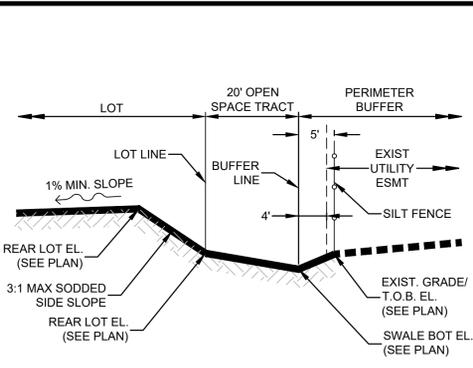 LOT
20' OPEN
SPACE TRACT
PERIMETER
BUFFER
5'
LOT LINE
BUFFER
LINE
EXIST
UTILITY
ESMT
1% MIN. SLOPE
SILT FENCE
4'
REAR LOT EL.
(SEE PLAN)
3:1 MAX SODDED
SIDE SLOPE
REAR LOT EL.
(SEE PLAN)
EXIST. GRADE/
T.O.B. EL.
(SEE PLAN)
SWALE BOT EL.
(SEE PLAN)